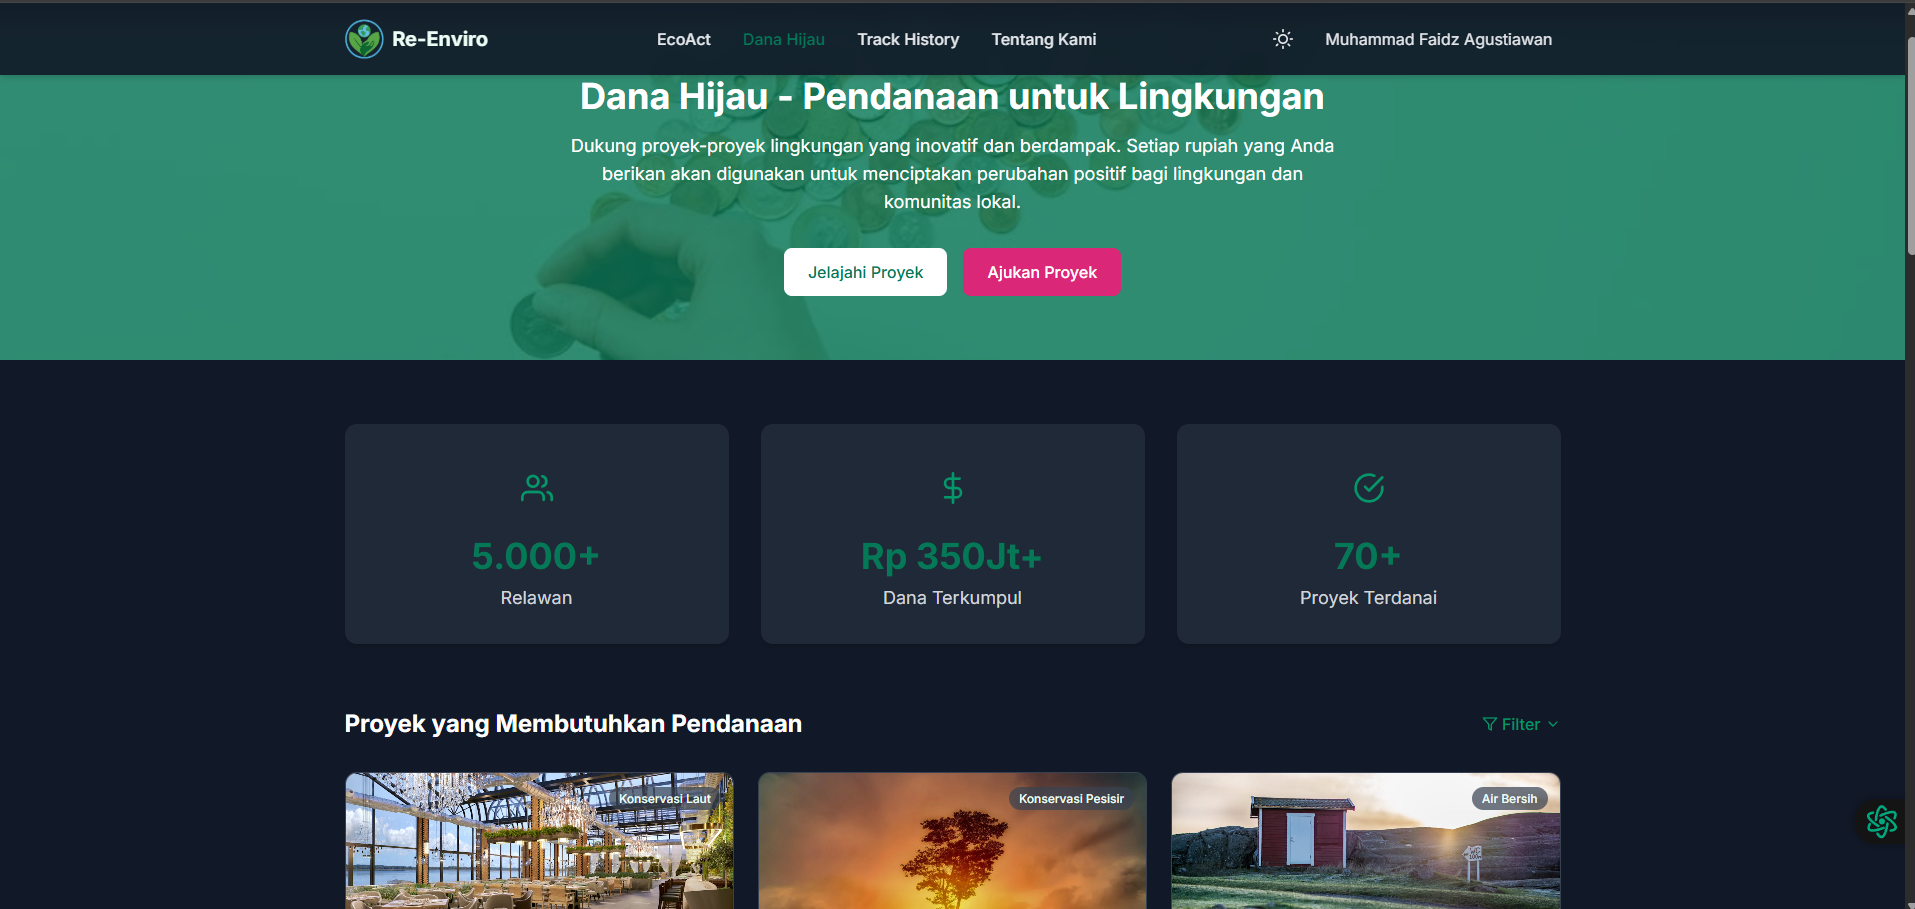 Re-Enviro
EcoAct
Dana Hijau
Track History
Tentang Kami
Muhammad Faidz Agustiawan
Dana Hijau - Pendanaan untuk Lingkungan
Dukung proyek-proyek lingkungan yang inovatif dan berdampak. Setiap rupiah yang Anda
berikan akan digunakan untuk menciptakan perubahan positif bagi lingkungan dan
komunitas lokal.
Jelajahi Proyek
Ajukan Proyek
5.000+
Relawan
Rp 350Jt+
Dana Terkumpul
70+
Proyek Terdanai
Proyek yang Membutuhkan Pendanaan
Filter
Konservasi Laut
Konservasi Pesisir
Air Bersih